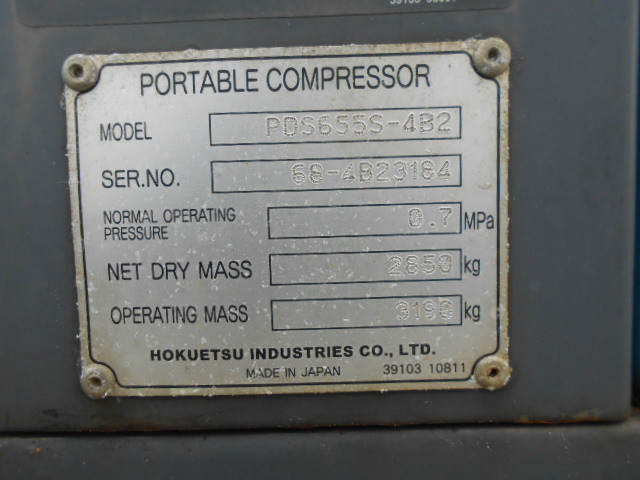 PORTABLE COMPRESSOR
MODEL PDS655S-4B2
SER.NO. 68-4B23184
NORMAL OPERATING
PRESSURE 0.7 MPa
NET DRY MASS 2850 kg
OPERATING MASS 3190 kg
HOKUETSU INDUSTRIES CO., LTD.
MADE IN JAPAN 39103 10811